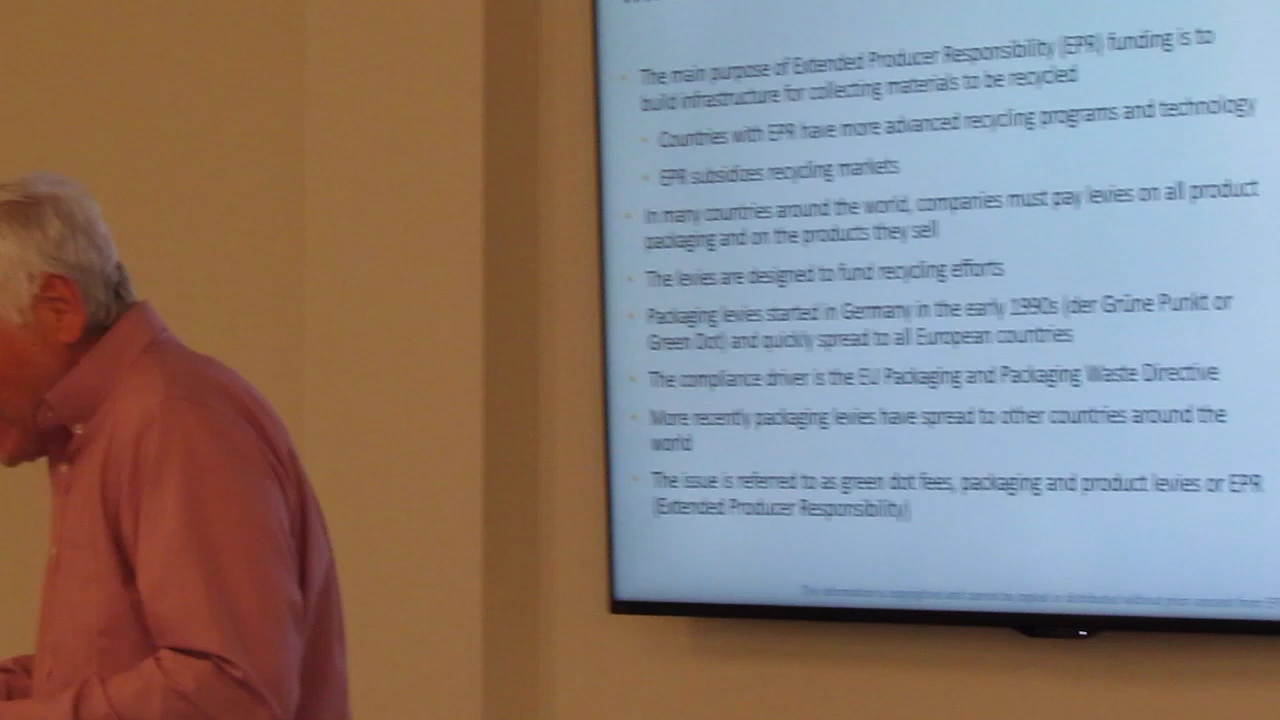 The main purpose of Extended Producer Responsibility (EPR) funding is to
build infrastructure for collecting materials to be recycled
Countries with EPR have more advanced recycling programs and technology
EPR subsidizes recycling markets
In many countries around the world, companies must pay levies on all product
packaging and on the products they sell
The levies are designed to fund recycling efforts
Packaging levies started in Germany in the early 1990s (der Grüne Punkt or
Green Dot) and quickly spread to all European countries
The compliance driver is the EU Packaging and Packaging Waste Directive
More recently packaging levies have spread to other countries around the
world
The issue is referred to as green dot fees, packaging and product levies or EPR
(Extended Producer Responsibility)